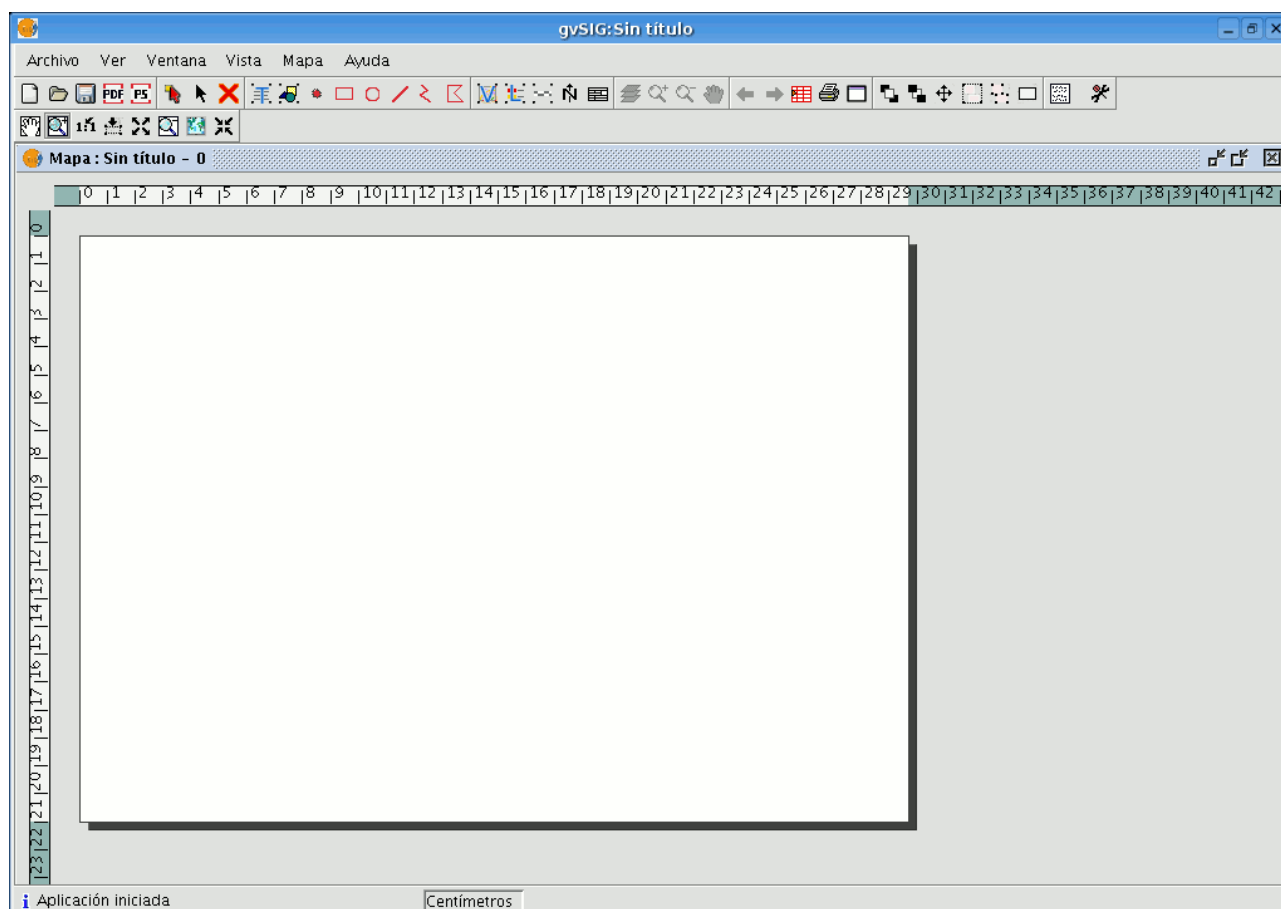 gvSIG:Sin título
Archivo Ver Ventana Vista Mapa Ayuda
PDF PS
1:1
Mapa : Sin título - 0
0 1 2 3 4 5 6 7 8 9 10 11 12 13 14 15 16 17 18 19 20 21 22 23 24 25 26 27 28 29 30 31 32 33 34 35 36 37 38 39 40 41 42
0 1 2 3 4 5 6 7 8 9 10 11 12 13 14 15 16 17 18 19 20 21 22 23
Aplicación iniciada Centímetros